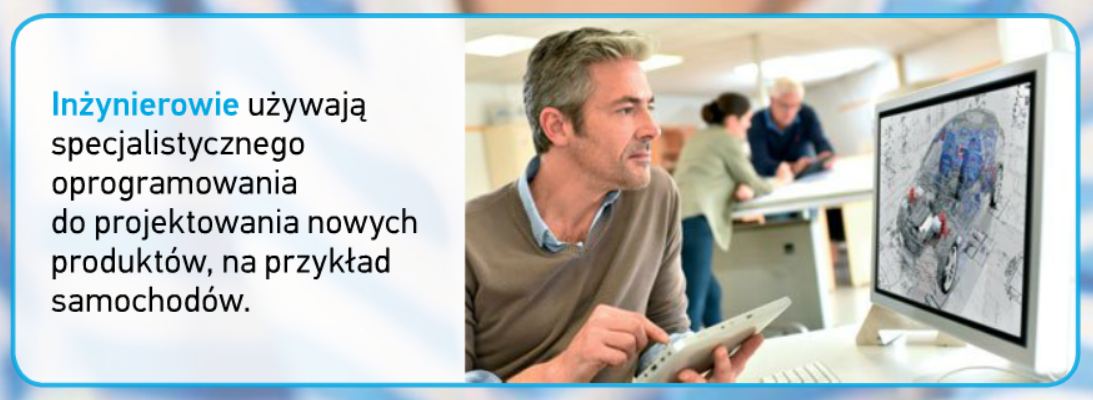 Inżynierowie używają
specjalistycznego
oprogramowania
do projektowania nowych
produktów, na przykład
samochodów.